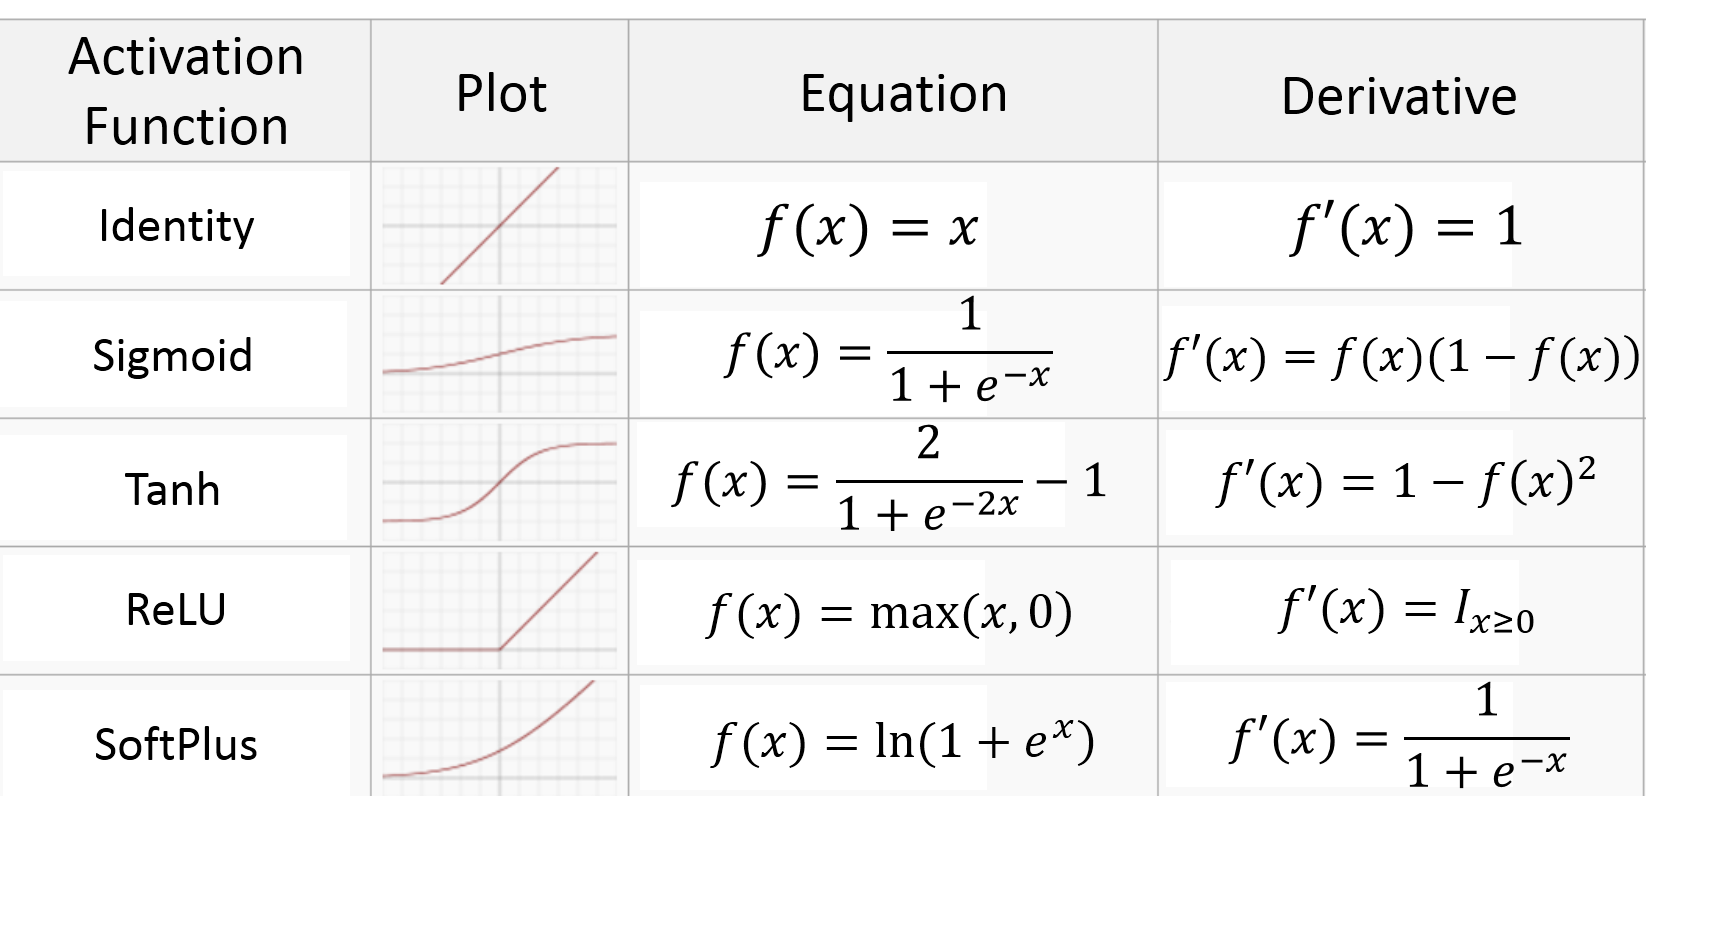 Activation Function Plot Equation Derivative
Identity f(x) = x f′(x) = 1
Sigmoid f(x) = 1 / (1 + e^{−x}) f′(x) = f(x)(1 − f(x))
Tanh f(x) = 2 / (1 + e^{−2x}) − 1 f′(x) = 1 − f(x)²
ReLU f(x) = max(x, 0) f′(x) = I_{x≥0}
SoftPlus f(x) = ln(1 + e^x) f′(x) = 1 / (1 + e^{−x})